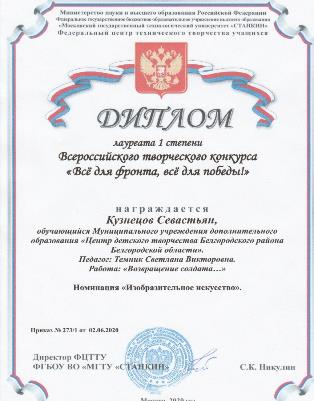 Министерство науки и высшего образования Российской Федерации
Федеральное государственное бюджетное образовательное учреждение высшего образования
«Московский государственный технологический университет «СТАНКИН»
Федеральный центр технического творчества учащихся
ДИПЛОМ
лауреата 1 степени
Всероссийского творческого конкурса
«Всё для фронта, всё для победы!»
награждается
Кузнецов Севастьян,
обучающийся Муниципального учреждения дополнительного
образования «Центр детского творчества Белгородского района
Белгородской области».
Педагог: Темник Светлана Викторовна.
Работа: «Возвращение солдата…»
Номинация «Изобразительное искусство».
Приказ № 273/1 от 02.06.2020
Директор ФЦТТУ
ФГБОУ ВО «МГТУ «СТАНКИН»
С.К. Никулин
Москва, 2020